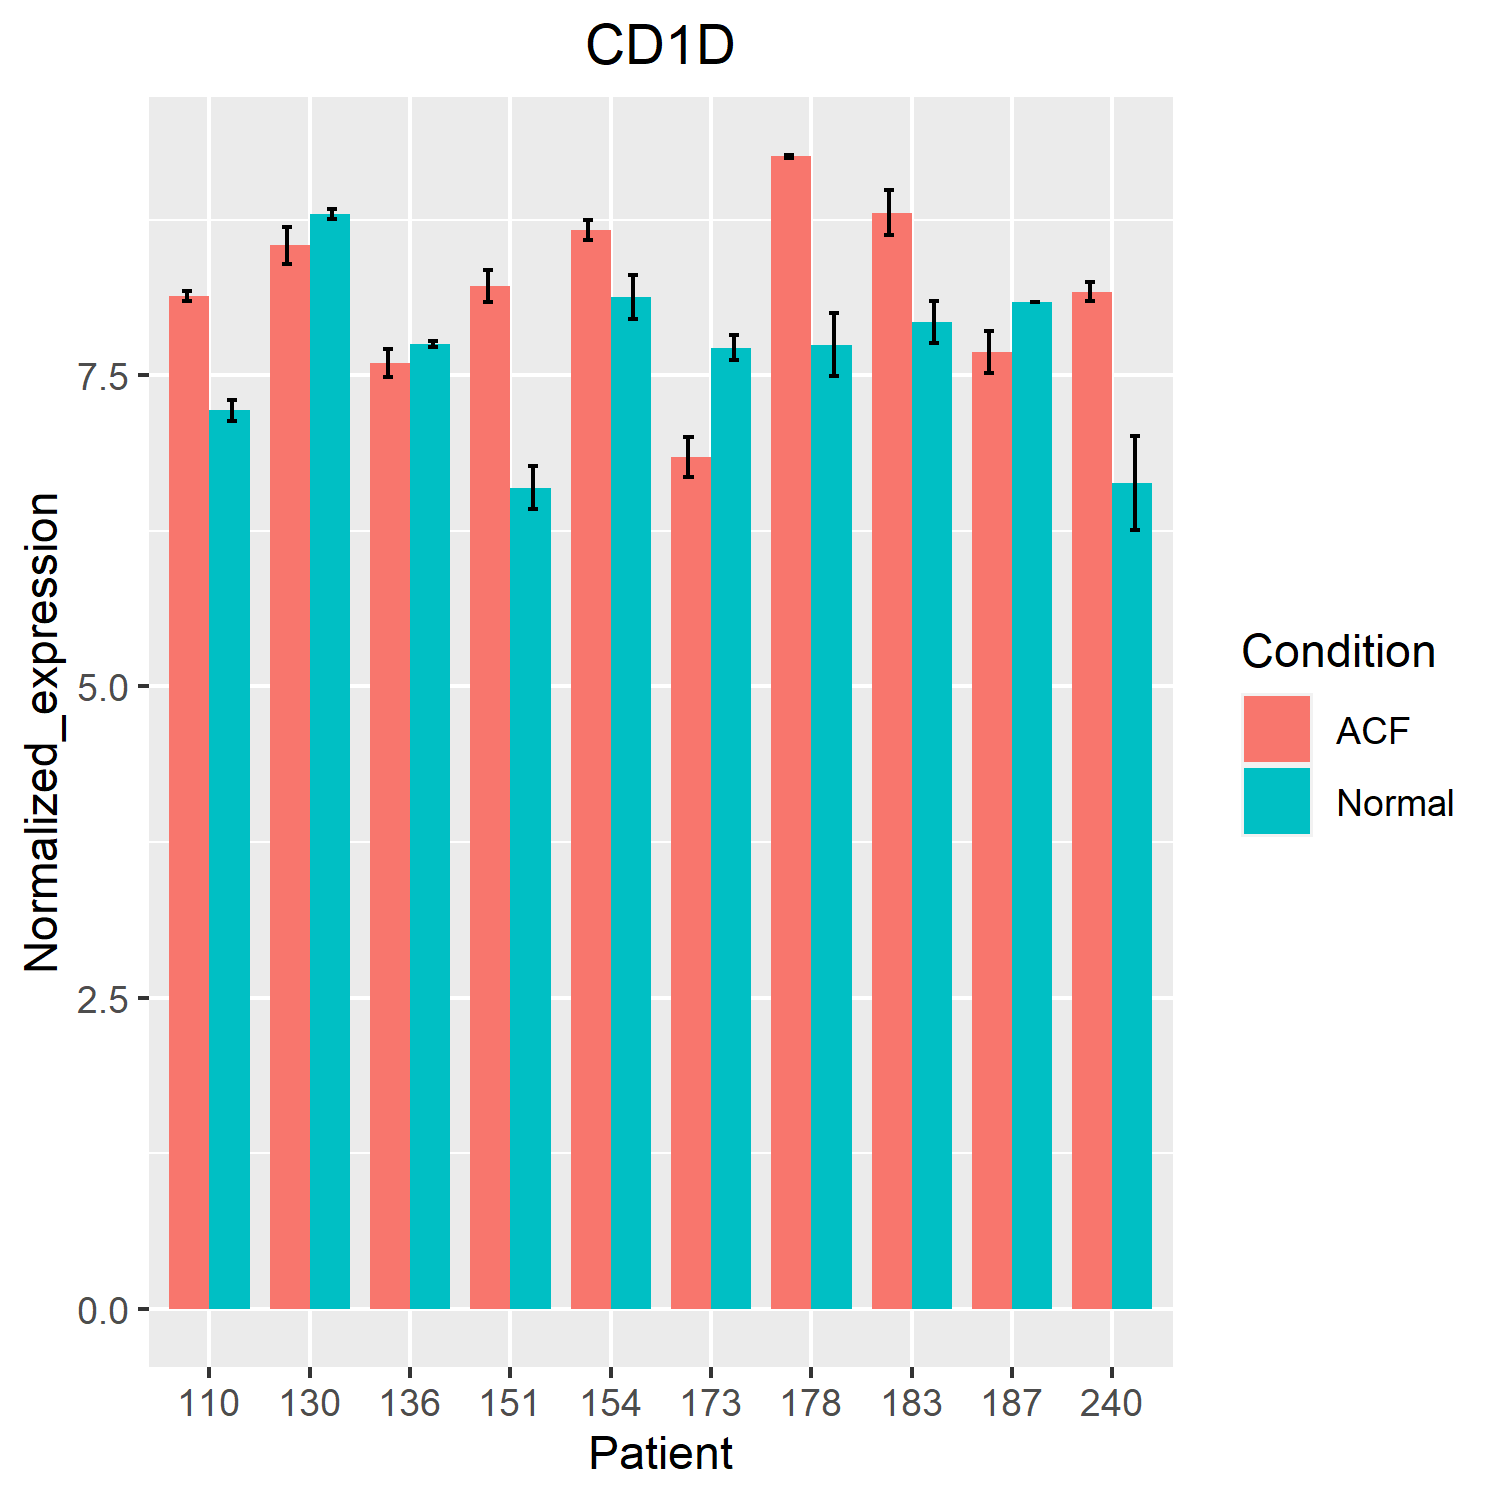 CD1D
Normalized_expression
7.5
5.0
2.5
0.0
110 130 136 151 154 173 178 183 187 240
Patient
Condition
ACF
Normal